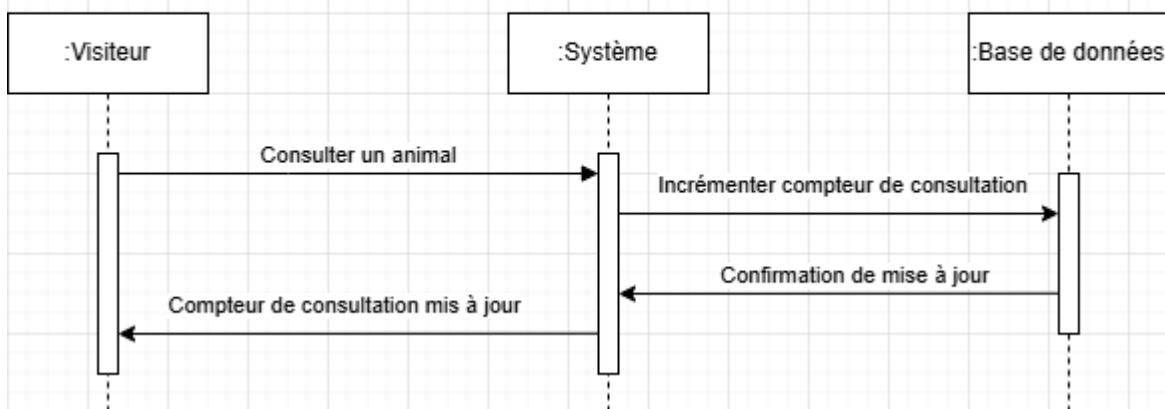 :Visiteur
:Système
:Base de données
Consulter un animal
Incrémenter compteur de consultation
Confirmation de mise à jour
Compteur de consultation mis à jour